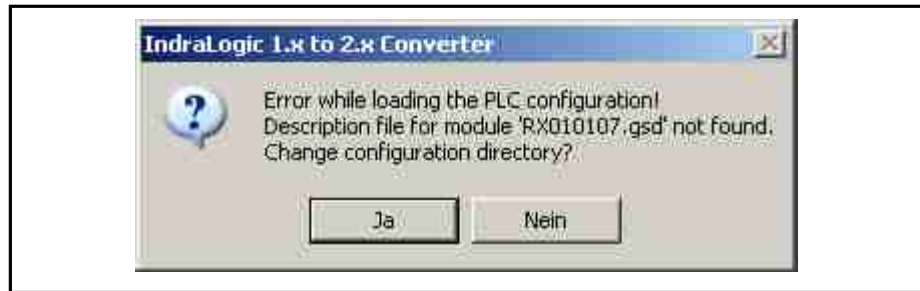 IndraLogic 1.x to 2.x Converter
Error while loading the PLC configuration!
Description file for module 'RX010107.gsd' not found.
Change configuration directory?
Ja
Nein